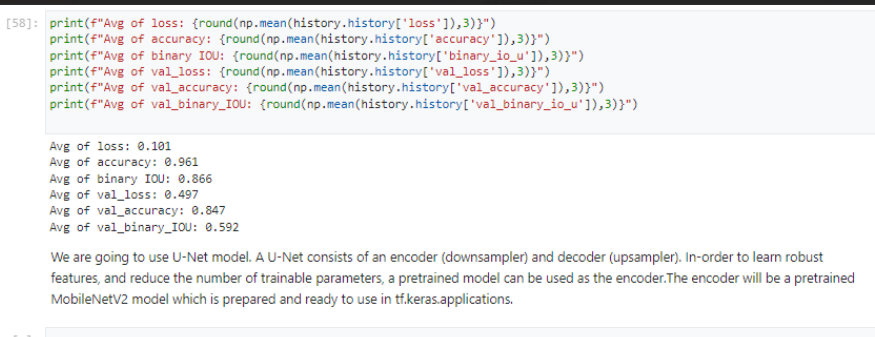 [58]: print(f"Avg of loss: {round(np.mean(history.history['loss']),3)}")
print(f"Avg of accuracy: {round(np.mean(history.history['accuracy']),3)}")
print(f"Avg of binary IOU: {round(np.mean(history.history['binary_io_u']),3)}")
print(f"Avg of val_loss: {round(np.mean(history.history['val_loss']),3)}")
print(f"Avg of val_accuracy: {round(np.mean(history.history['val_accuracy']),3)}")
print(f"Avg of val_binary_IOU: {round(np.mean(history.history['val_binary_io_u']),3)}")
Avg of loss: 0.101
Avg of accuracy: 0.961
Avg of binary IOU: 0.866
Avg of val_loss: 0.497
Avg of val_accuracy: 0.847
Avg of val_binary_IOU: 0.592
We are going to use U-Net model. A U-Net consists of an encoder (downsampler) and decoder (upsampler). In-order to learn robust
features, and reduce the number of trainable parameters, a pretrained model can be used as the encoder.The encoder will be a pretrained
MobileNetV2 model which is prepared and ready to use in tf.keras.applications.